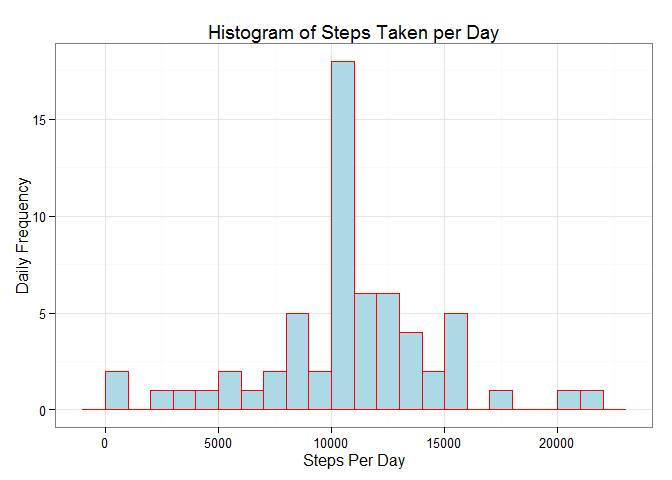 Histogram of Steps Taken per Day
Daily Frequency
15
10
5
0
0 5000 10000 15000 20000
Steps Per Day